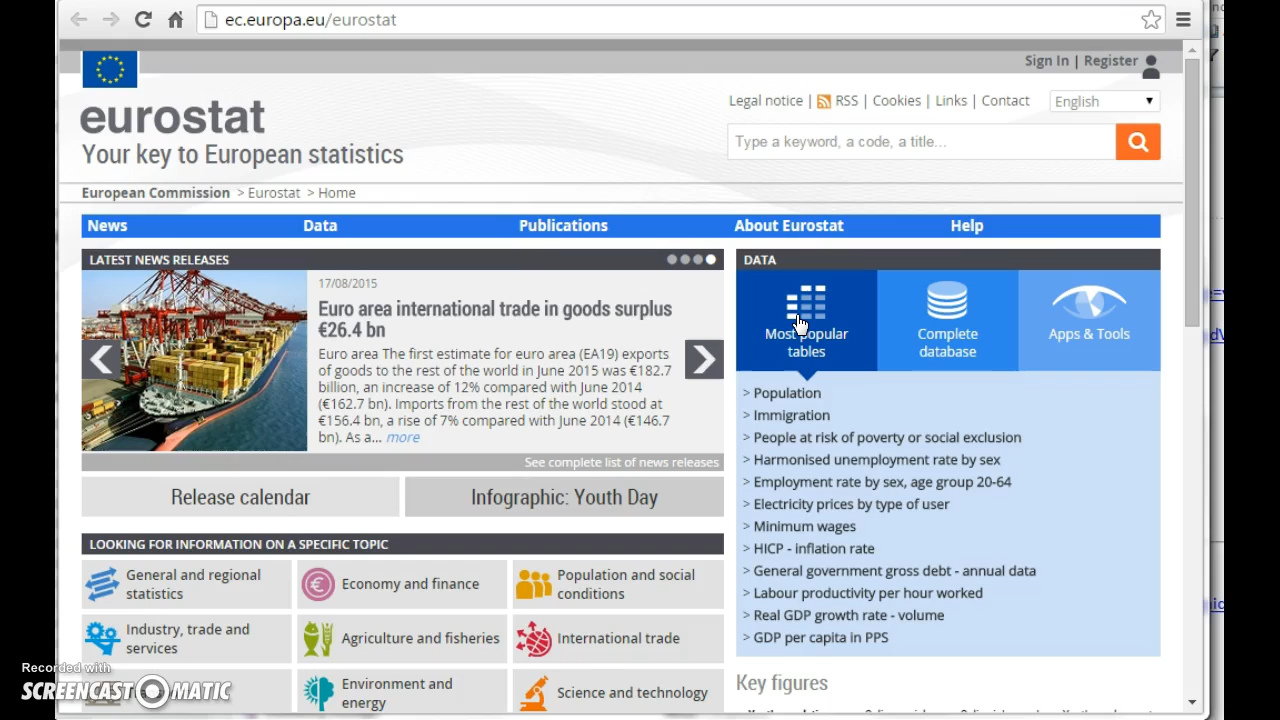 ec.europa.eu/eurostat
Sign In | Register
Legal notice | RSS | Cookies | Links | Contact
English
eurostat
Your key to European statistics
Type a keyword, a code, a title...
European Commission > Eurostat > Home
News Data Publications About Eurostat Help
LATEST NEWS RELEASES
17/08/2015
Euro area international trade in goods surplus
€26.4 bn
Euro area The first estimate for euro area (EA19) exports
of goods to the rest of the world in June 2015 was €182.7
billion, an increase of 12% compared with June 2014
(€162.7 bn). Imports from the rest of the world stood at
€156.4 bn, a rise of 7% compared with June 2014 (€146.7
bn). As a... more
See complete list of news releases
Release calendar
Infographic: Youth Day
LOOKING FOR INFORMATION ON A SPECIFIC TOPIC
General and regional
statistics
Economy and finance
Population and social
conditions
Industry, trade and
services
Agriculture and fisheries
International trade
Environment and
energy
Science and technology
DATA
Most popular
tables
Complete
database
Apps & Tools
> Population
> Immigration
> People at risk of poverty or social exclusion
> Harmonised unemployment rate by sex
> Employment rate by sex, age group 20-64
> Electricity prices by type of user
> Minimum wages
> HICP - inflation rate
> General government gross debt - annual data
> Labour productivity per hour worked
> Real GDP growth rate - volume
> GDP per capita in PPS
Key figures
Recorded with
SCREENCAST-O-MATIC